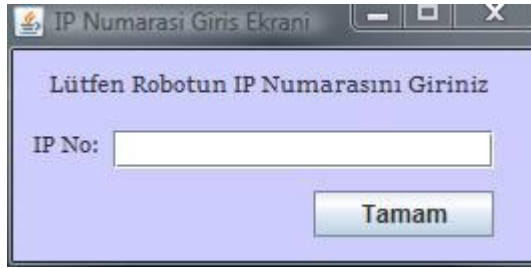 IP Numarasi Giris Ekrani
Lütfen Robotun IP Numarasını Giriniz
IP No:
Tamam